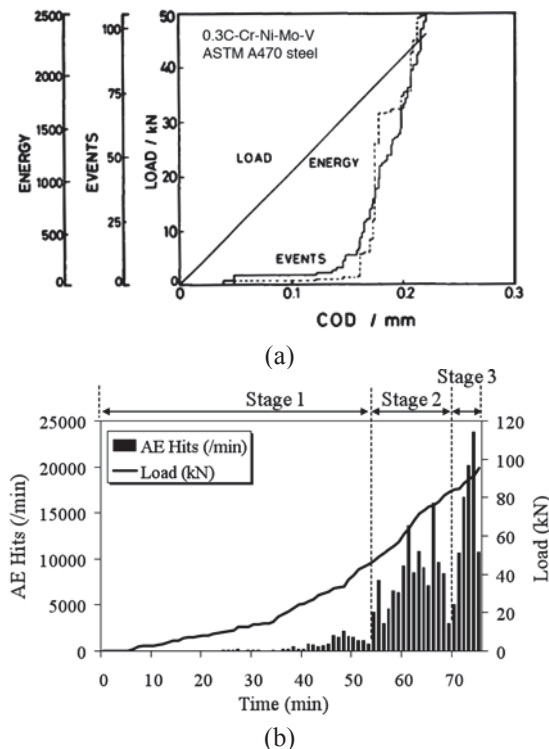 0.3C-Cr-Ni-Mo-V
ASTM A470 steel
ENERGY
2500
2000
1500
1000
500
0
EVENTS
100
75
50
25
0
LOAD / kN
50
40
30
20
10
0
LOAD
ENERGY
EVENTS
0
0.1
0.2
0.3
COD / mm
(a)
Stage 1
Stage 2
Stage 3
AE Hits (/min)
Load (kN)
AE Hits (/min)
25000
20000
15000
10000
5000
0
Load (kN)
120
100
80
60
40
20
0
0
10
20
30
40
50
60
70
Time (min)
(b)